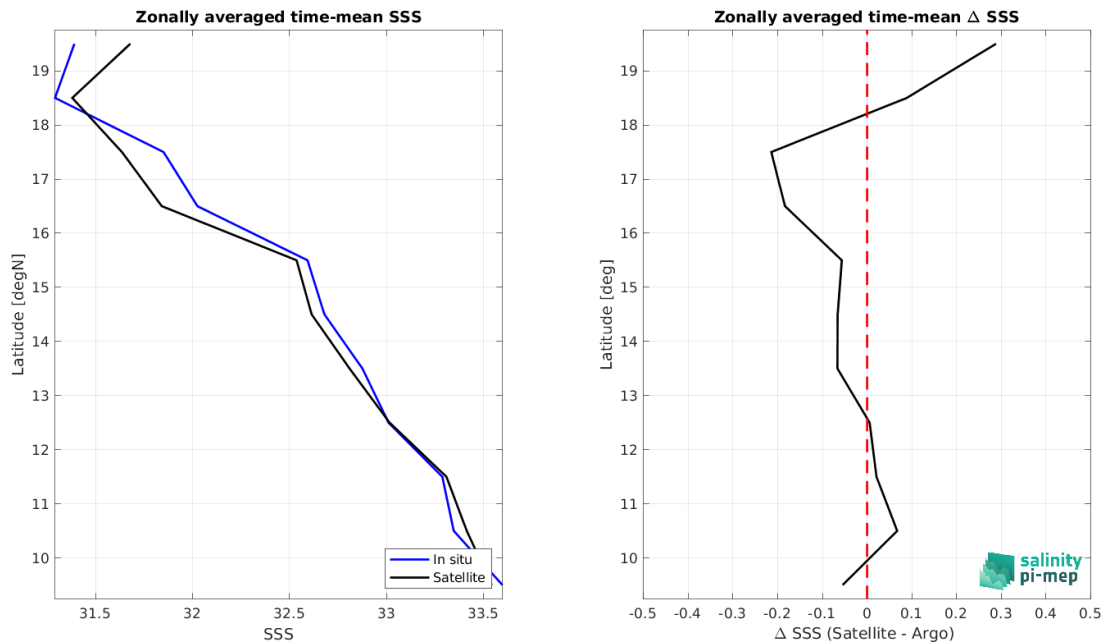 Zonally averaged time-mean SSS
Latitude [degN]
19
18
17
16
15
14
13
12
11
10
31.5 32 32.5 33 33.5
SSS
In situ
Satellite
Zonally averaged time-mean Δ SSS
Latitude [deg]
19
18
17
16
15
14
13
12
11
10
-0.5 -0.4 -0.3 -0.2 -0.1 0 0.1 0.2 0.3 0.4 0.5
Δ SSS (Satellite - Argo)
salinity
pi-mep